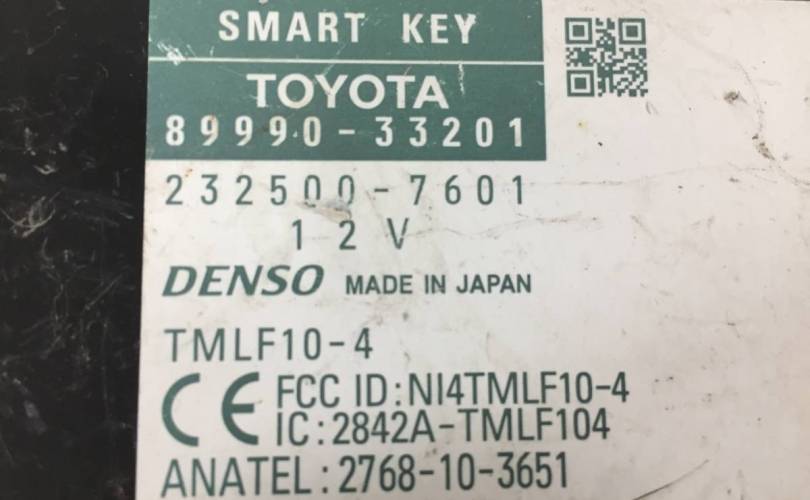 SMART KEY
TOYOTA
89990-33201
232500-7601
12V
DENSO MADE IN JAPAN
TMLF10-4
CE FCC ID:NI4TMLF10-4
IC:2842A-TMLF104
ANATEL:2768-10-3651